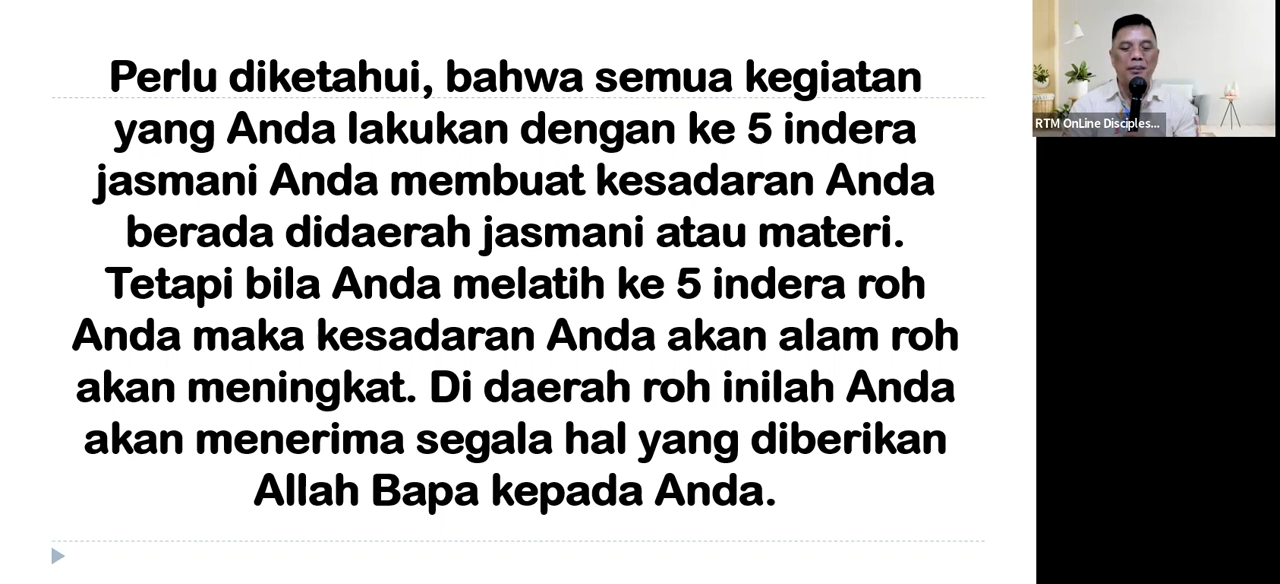 Perlu diketahui, bahwa semua kegiatan
yang Anda lakukan dengan ke 5 indera
jasmani Anda membuat kesadaran Anda
berada didaerah jasmani atau materi.
Tetapi bila Anda melatih ke 5 indera roh
Anda maka kesadaran Anda akan alam roh
akan meningkat. Di daerah roh inilah Anda
akan menerima segala hal yang diberikan
Allah Bapa kepada Anda.
RTM OnLine Disciples...